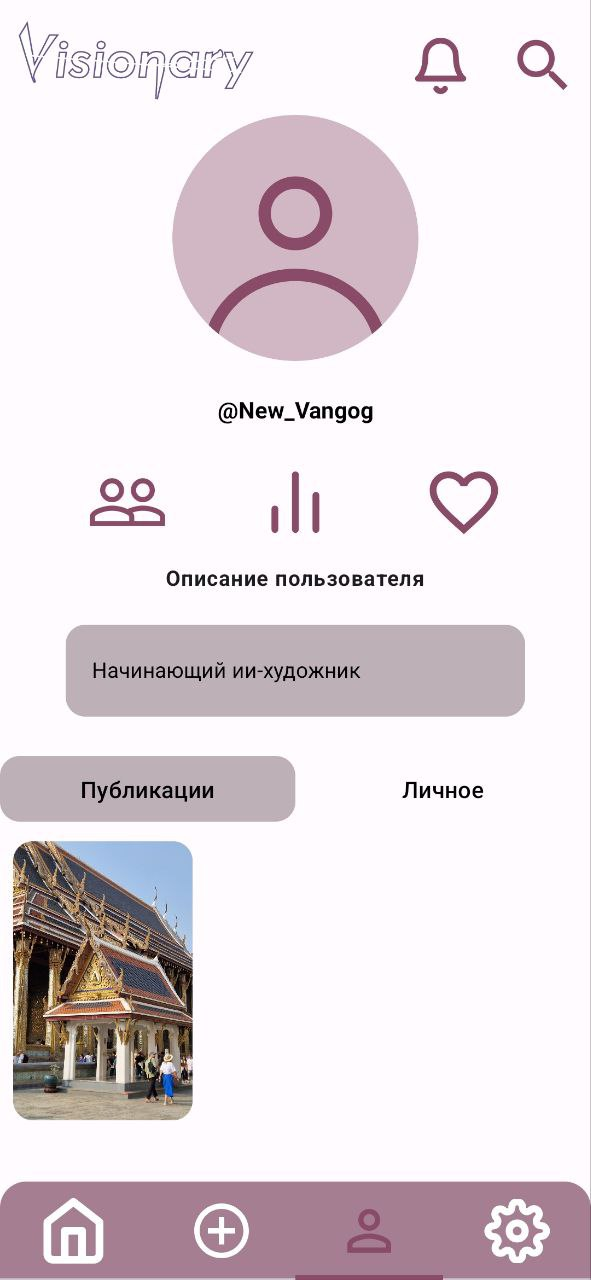 Visionary
@New_Vangog
Описание пользователя
Начинающий ии-художник
Публикации Личное